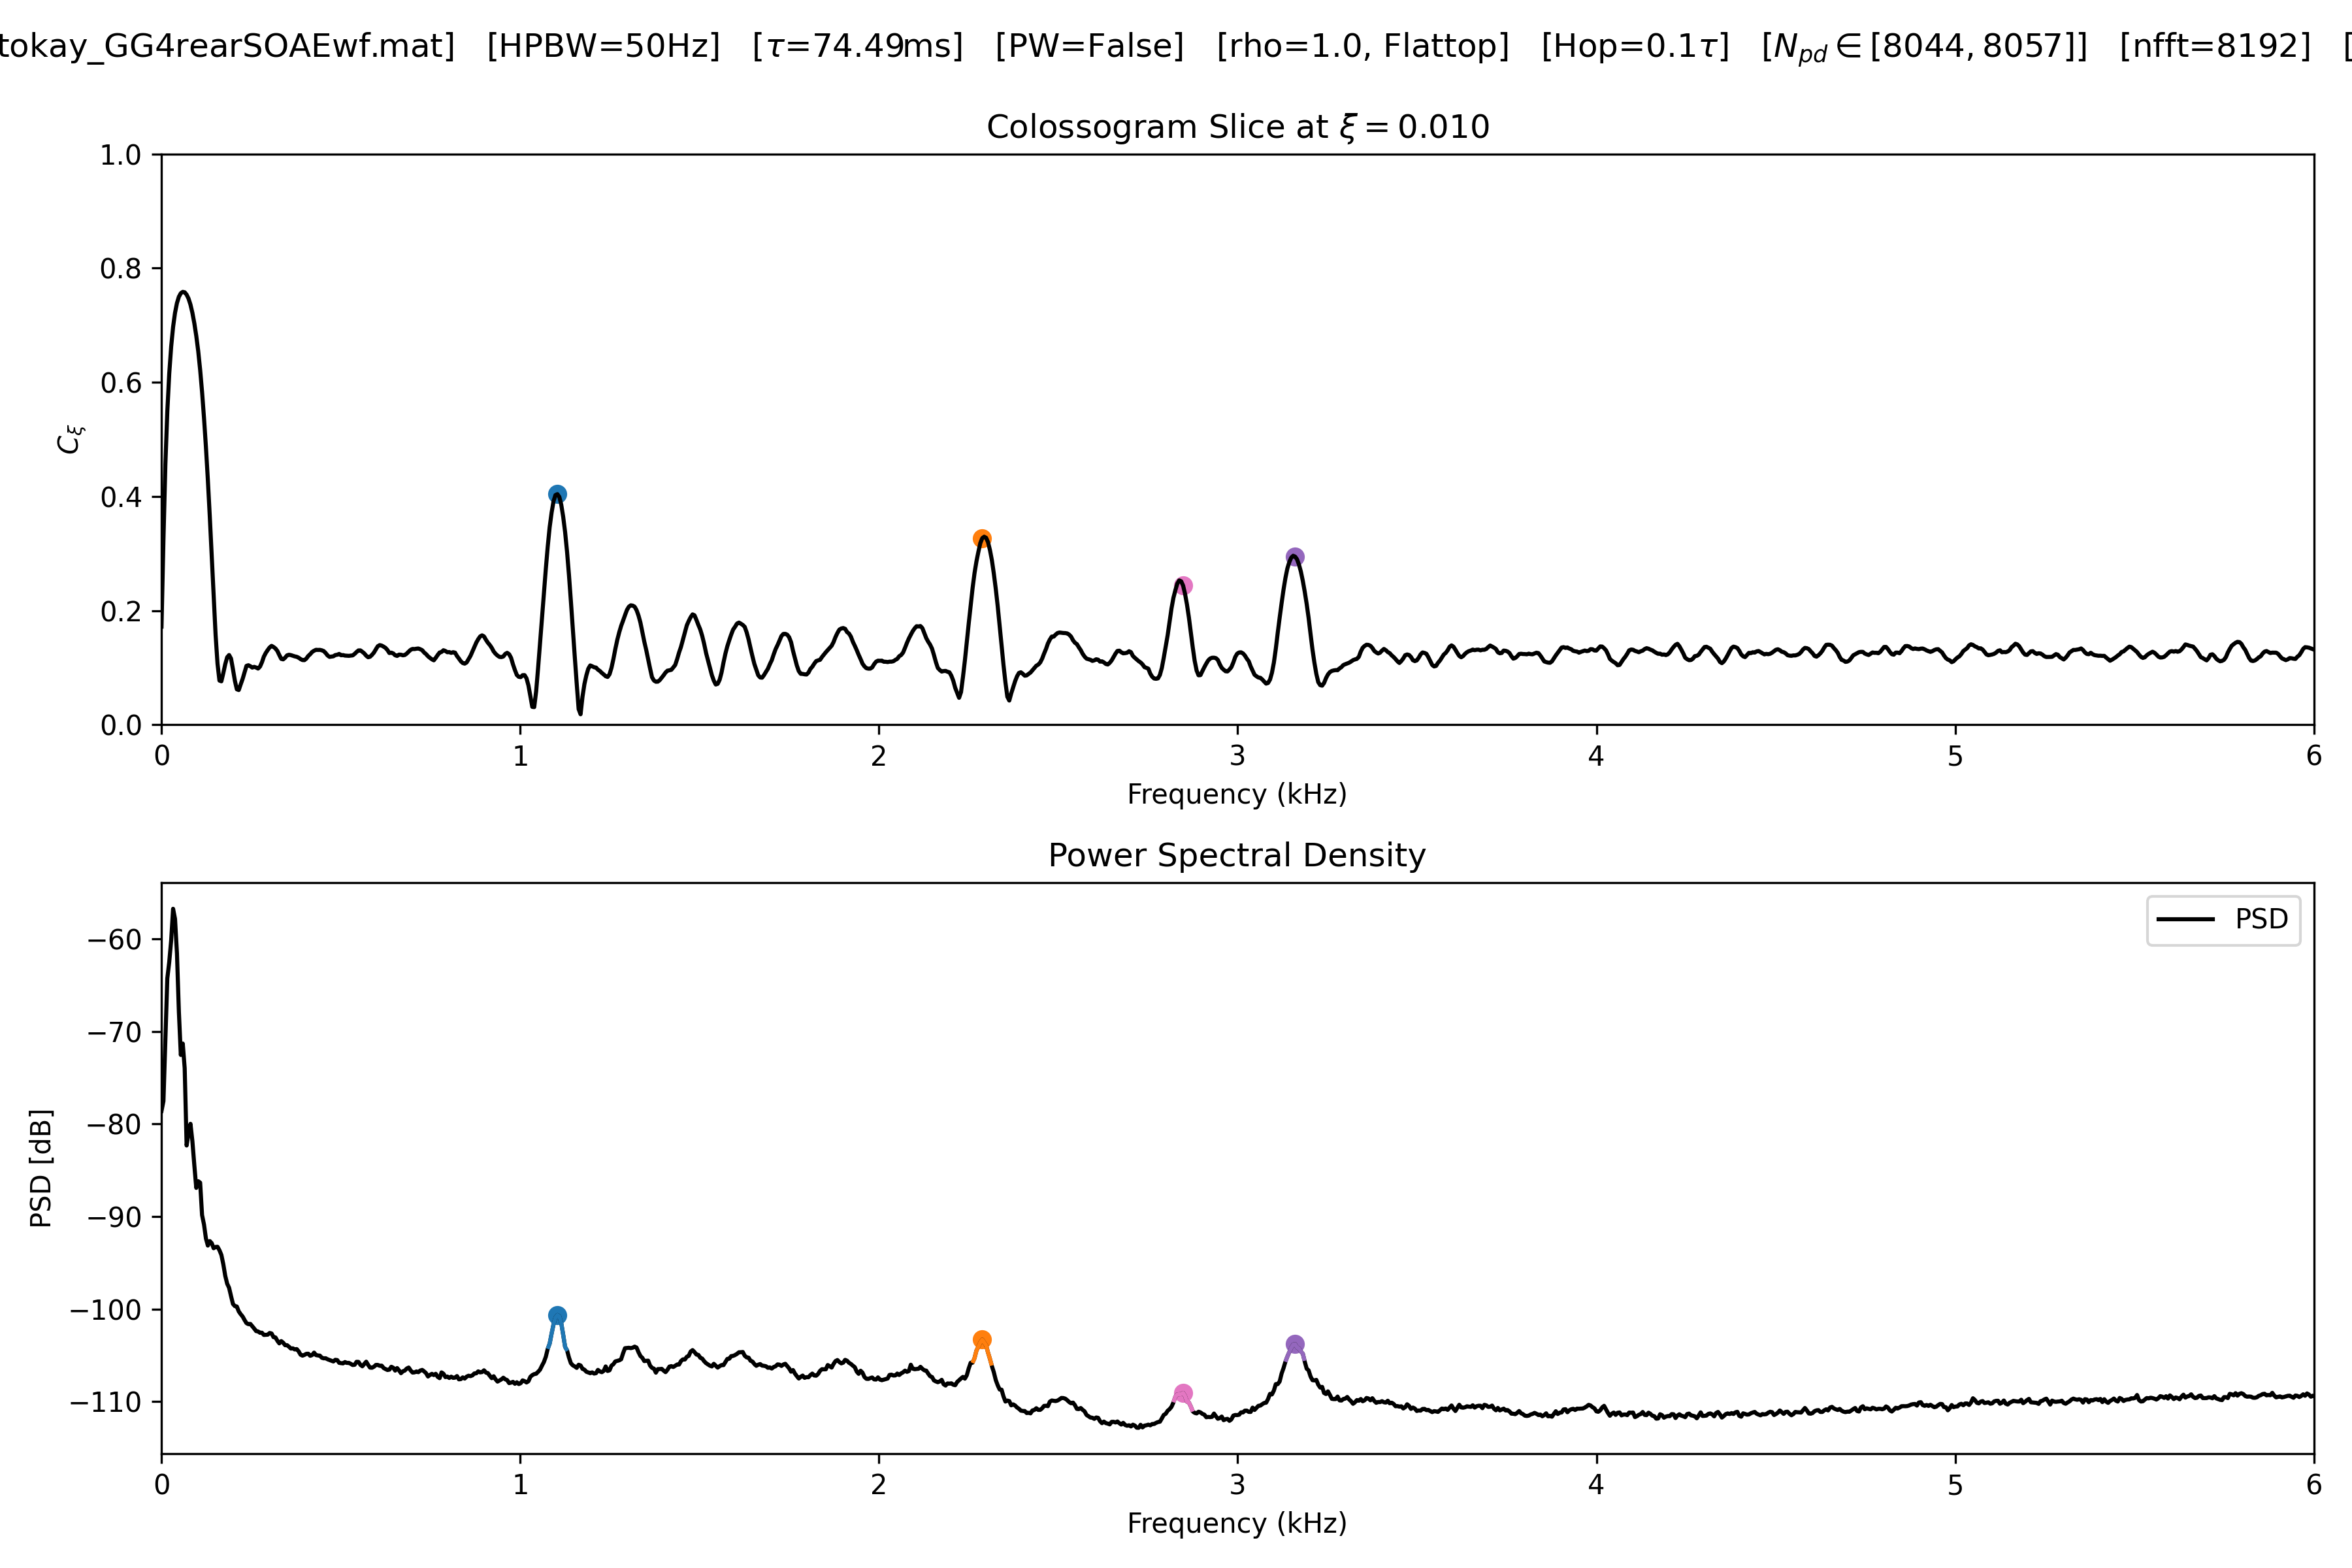 tokay_GG4rearSOAEwf.mat] [HPBW=50Hz] [τ=74.49ms] [PW=False] [rho=1.0, Flattop] [Hop=0.1τ] [N_pd ∈ [8044, 8057]] [nfft=8192] [
Colossogram Slice at ξ = 0.010
1.0
0.8
0.6
0.4
0.2
0.0
C_ξ
0 1 2 3 4 5 6
Frequency (kHz)
Power Spectral Density
PSD
−60
−70
−80
−90
−100
−110
PSD [dB]
0 1 2 3 4 5 6
Frequency (kHz)